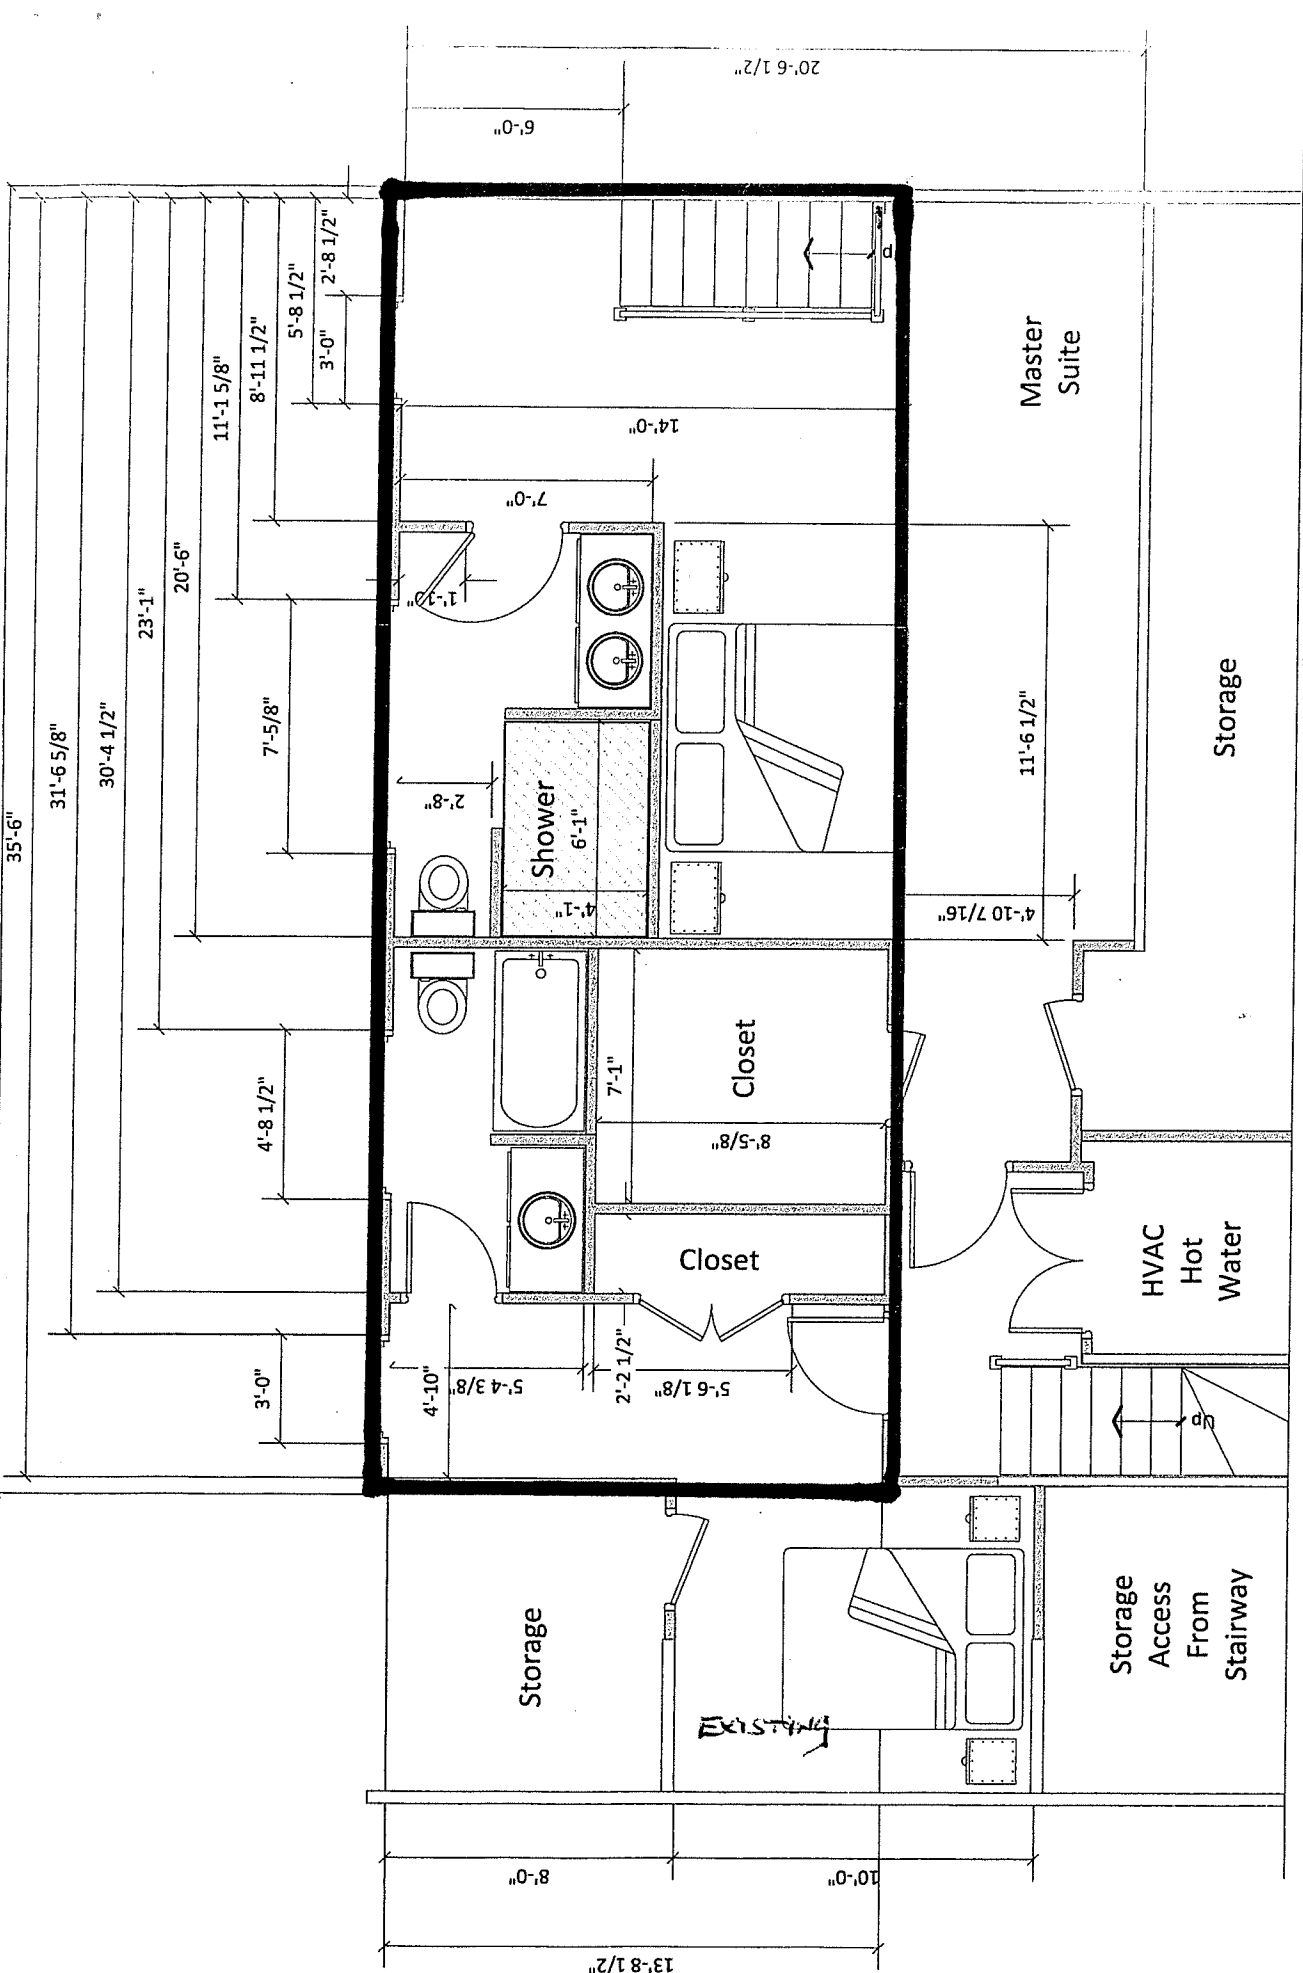 20'-6 1/2"
6'-0"
2'-8 1/2"
5'-8 1/2"
3'-0"
8'-11 1/2"
11'-1 5/8"
20'-6"
23'-1"
30'-4 1/2"
31'-6 5/8"
35'-6"
p
14'-0"
Master
Suite
7'-0"
7'-5/8"
2'-8"
Shower
6'-1"
4'-1"
11'-6 1/2"
Storage
4'-10 7/16"
4'-8 1/2"
7'-1"
Closet
8'-5/8"
Closet
HVAC
Hot
Water
3'-0"
4'-10"
5'-4 3/8"
2'-2 1/2"
5'-6 1/8"
Up
Storage
EXISTING
Storage
Access
From
Stairway
8'-0"
10'-0"
13'-8 1/2"